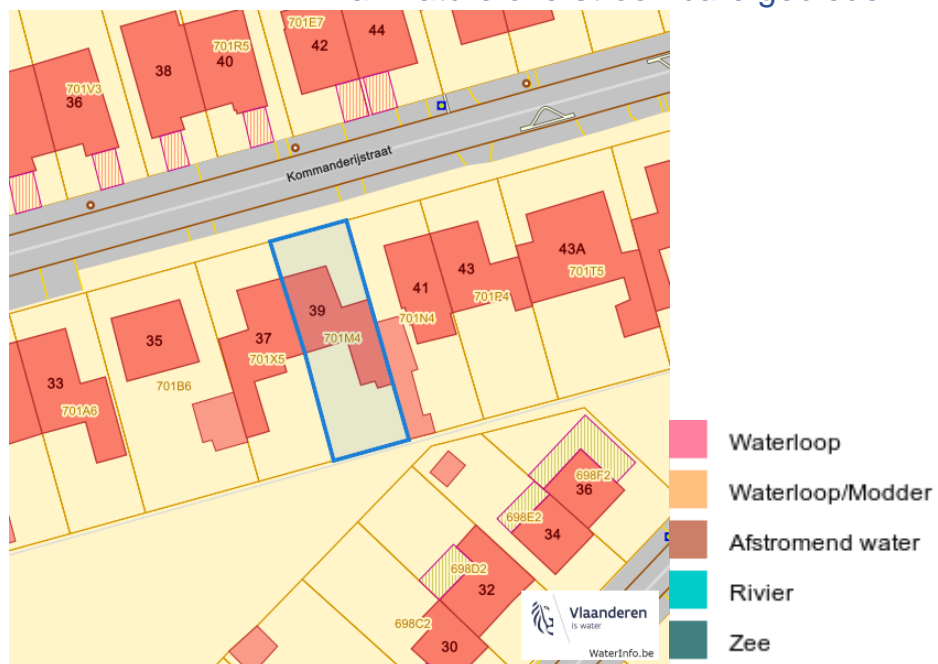 701E7
44
42
701R5
40
38
701V3
36
Kommanderijstraat
43A
701T5
43
701P4
41
701N4
39
701M4
37
701X5
35
701B6
33
701A6
698F2
36
698E2
34
698D2
32
698C2
30
Vlaanderen
is water
WaterInfo.be
Waterloop
Waterloop/Modder
Afstromend water
Rivier
Zee